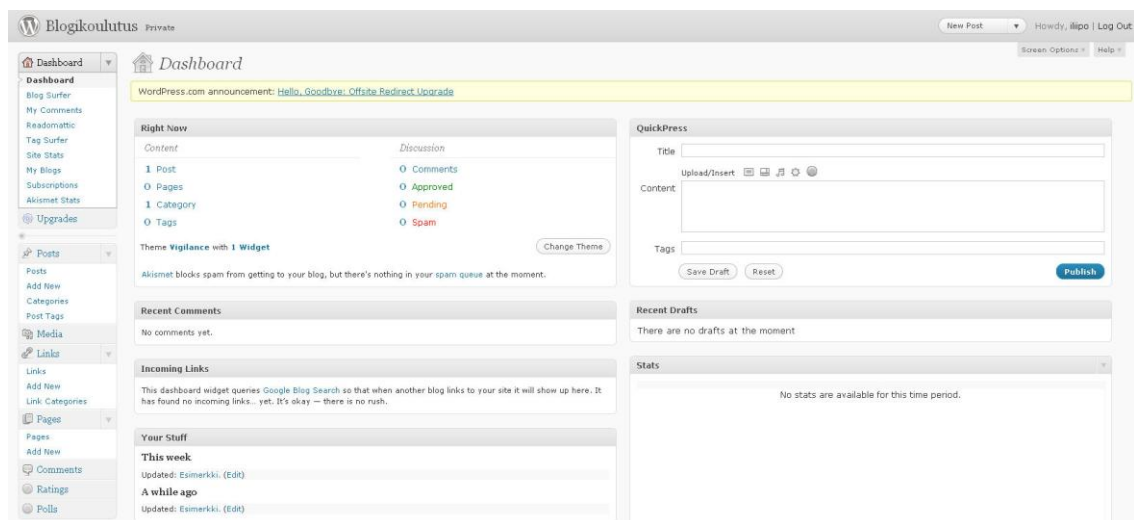 Blogikoulutus Private
New Post
Howdy, iliipo | Log Out
Screen Options
Help
Dashboard
Dashboard
Blog Surfer
My Comments
Readomattic
Tag Surfer
Site Stats
My Blogs
Subscriptions
Akismet Stats
Upgrades
Posts
Posts
Add New
Categories
Post Tags
Media
Links
Links
Add New
Link Categories
Pages
Pages
Add New
Comments
Ratings
Polls
Dashboard
WordPress.com announcement: Hello, Goodbye: Offsite Redirect Upgrade
Right Now
Content
1 Post
0 Pages
1 Category
0 Tags
Discussion
0 Comments
0 Approved
0 Pending
0 Spam
Theme Vigilance with 1 Widget
Change Theme
Akismet blocks spam from getting to your blog, but there's nothing in your spam queue at the moment.
Recent Comments
No comments yet.
Incoming Links
This dashboard widget queries Google Blog Search so that when another blog links to your site it will show up here. It
has found no incoming links... yet. It's okay — there is no rush.
Your Stuff
This week
Updated: Esimerkki. (Edit)
A while ago
Updated: Esimerkki. (Edit)
QuickPress
Title
Upload/Insert
Content
Tags
Save Draft
Reset
Publish
Recent Drafts
There are no drafts at the moment
Stats
No stats are available for this time period.